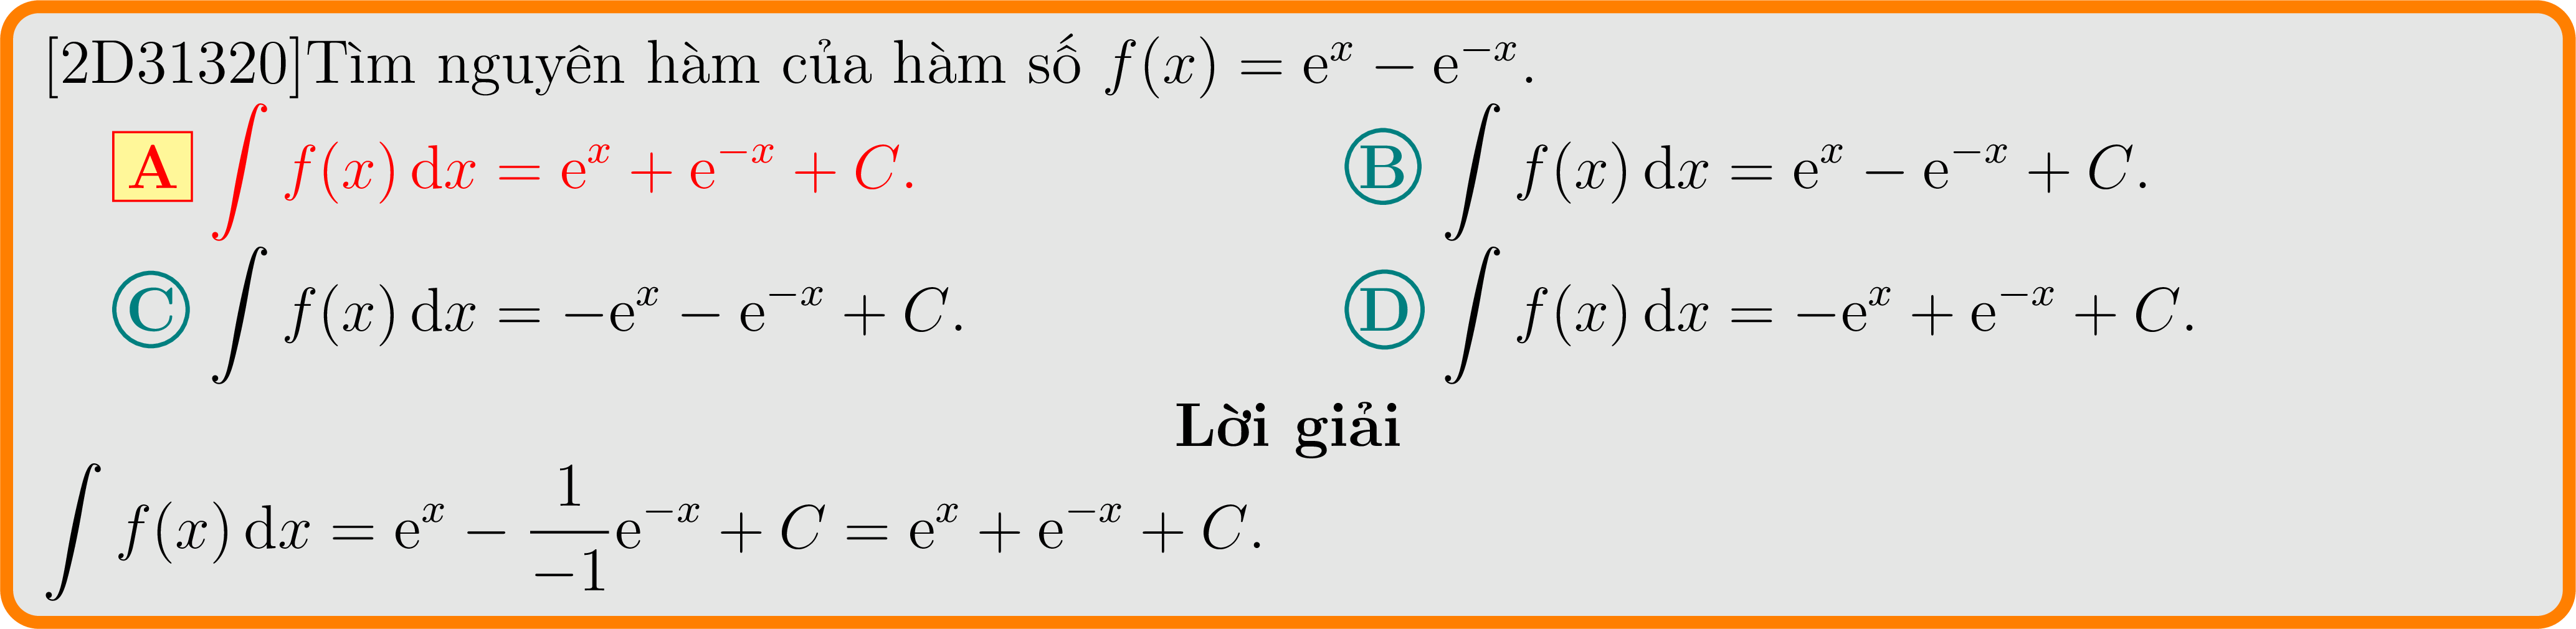 [2D31320]Tìm nguyên hàm của hàm số $f(x) = \mathrm{e}^x - \mathrm{e}^{-x}$.
A $\int f(x)\,\mathrm{d}x = \mathrm{e}^x + \mathrm{e}^{-x} + C$. B $\int f(x)\,\mathrm{d}x = \mathrm{e}^x - \mathrm{e}^{-x} + C$.
C $\int f(x)\,\mathrm{d}x = -\mathrm{e}^x - \mathrm{e}^{-x} + C$. D $\int f(x)\,\mathrm{d}x = -\mathrm{e}^x + \mathrm{e}^{-x} + C$.
Lời giải
$\int f(x)\,\mathrm{d}x = \mathrm{e}^x - \frac{1}{-1}\mathrm{e}^{-x} + C = \mathrm{e}^x + \mathrm{e}^{-x} + C$.